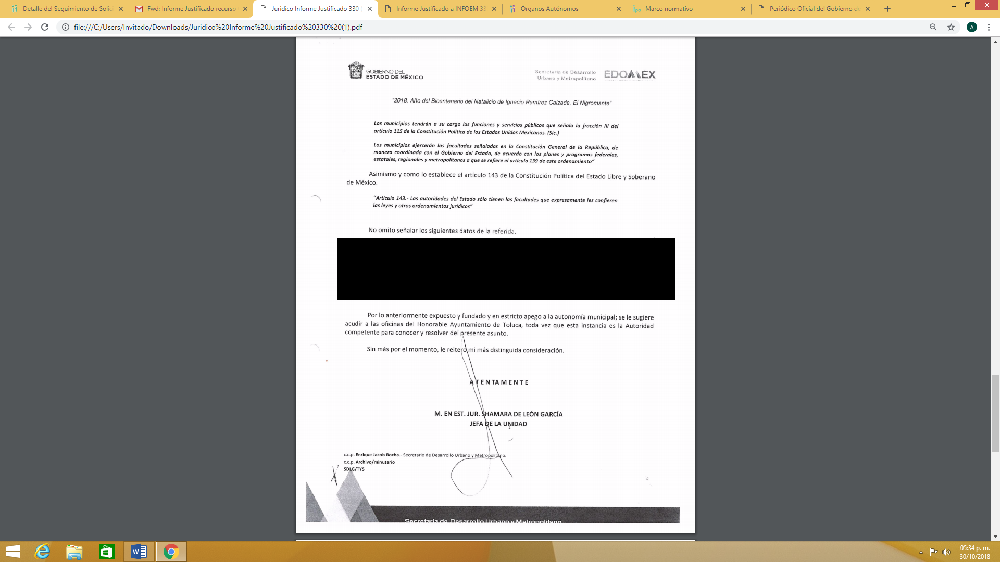 Detalle del Seguimiento de Solici
Fwd: Informe Justificado recurso
Juridico Informe Justificado 330 (
Informe Justificado a INFOEM 33
Órganos Autónomos
Marco normativo
Periódico Oficial del Gobierno de
file:///C:/Users/Invitado/Downloads/Juridico%20Informe%20Justificado%20330%20(1).pdf
A
GOBIERNO DEL
ESTADO DE MÉXICO
Secretaría de Desarrollo
Urbano y Metropolitano
EDOMÉX
"2018. Año del Bicentenario del Natalicio de Ignacio Ramírez Calzada, El Nigromante"
Los municipios tendrán a su cargo las funciones y servicios públicos que señala la fracción III del
artículo 115 de la Constitución Política de los Estados Unidos Mexicanos. (Sic.)
Los municipios ejercerán las facultades señaladas en la Constitución General de la República, de
manera coordinada con el Gobierno del Estado, de acuerdo con los planes y programas federales,
estatales, regionales y metropolitanos a que se refiere el artículo 139 de este ordenamiento"
Asimismo y como lo establece el artículo 143 de la Constitución Política del Estado Libre y Soberano
de México.
"Artículo 143.- Las autoridades del Estado sólo tienen las facultades que expresamente les confieren
las leyes y otros ordenamientos jurídicos"
No omito señalar los siguientes datos de la referida.
Por lo anteriormente expuesto y fundado y en estricto apego a la autonomía municipal; se le sugiere
acudir a las oficinas del Honorable Ayuntamiento de Toluca, toda vez que esta instancia es la Autoridad
competente para conocer y resolver del presente asunto.
Sin más por el momento, le reitero mi más distinguida consideración.
A T E N T A M E N T E
M. EN EST. JUR. SHAMARA DE LEÓN GARCÍA
JEFA DE LA UNIDAD
c.c.p. Enrique Jacob Rocha.- Secretario de Desarrollo Urbano y Metropolitano.
c.c.p. Archivo/minutario
SDLG/TYS
Secretaría de Desarrollo Urbano y Metropolitano
05:34 p. m.
30/10/2018